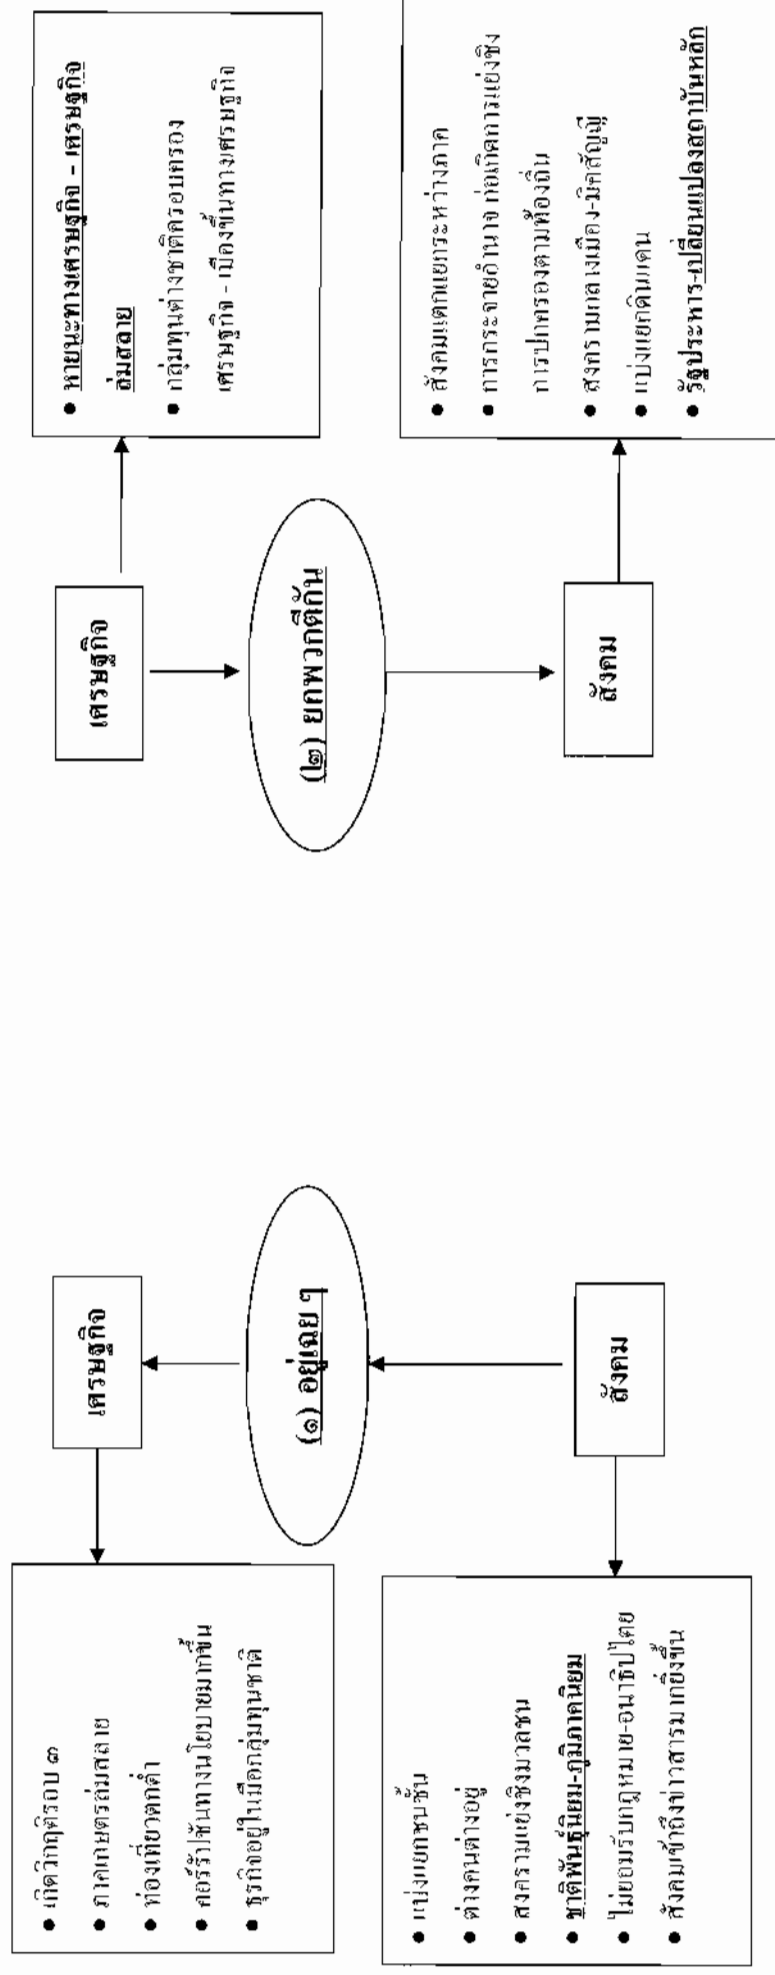 • เกิดวิกฤติรอบ ๓
• ภาคเกษตรล่มสลาย
• ท่องเที่ยวตกต่ำ
• คอร์รัปชันทางนโยบายมากขึ้น
• ธุรกิจอยู่ในมือกลุ่มทุนชาติ
เศรษฐกิจ
(๑) อยู่เฉย ๆ
สังคม
• แบ่งแยกชนชั้น
• ต่างคนต่างอยู่
• สงครามแย่งชิงมวลชน
• ชาติพันธุ์นิยม-ภูมิภาคนิยม
• ไม่ยอมรับกฎหมาย-อนาธิปไตย
• สังคมเข้าถึงข่าวสารมากยิ่งขึ้น
เศรษฐกิจ
(๒) ยกพวกตีกัน
สังคม
• หายนะทางเศรษฐกิจ - เศรษฐกิจ
ล่มสลาย
• กลุ่มทุนต่างชาติครอบครอง
เศรษฐกิจ - เมืองขึ้นทางเศรษฐกิจ
• สังคมแตกแยกระหว่างภาค
• การกระจายอำนาจ ก่อเกิดการแย่งชิง
การปกครองตามท้องถิ่น
• สงครามกลางเมือง-มิคสัญญี
• แบ่งแยกดินแดน
• รัฐประหาร-เปลี่ยนแปลงสถาบันหลัก